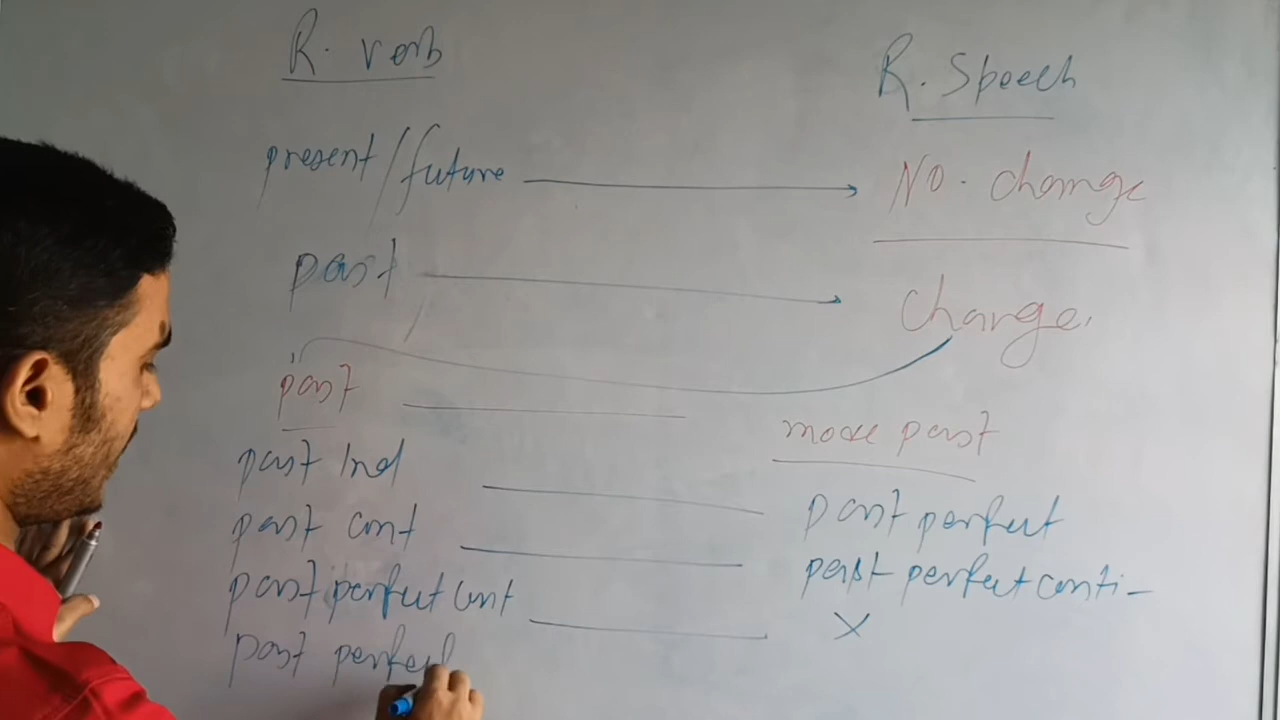 R. verb R. Speech
present/future No. change
past change.
past more past
past Ind past perfect
past cont past perfect conti-
past perfect cont x
past perfect